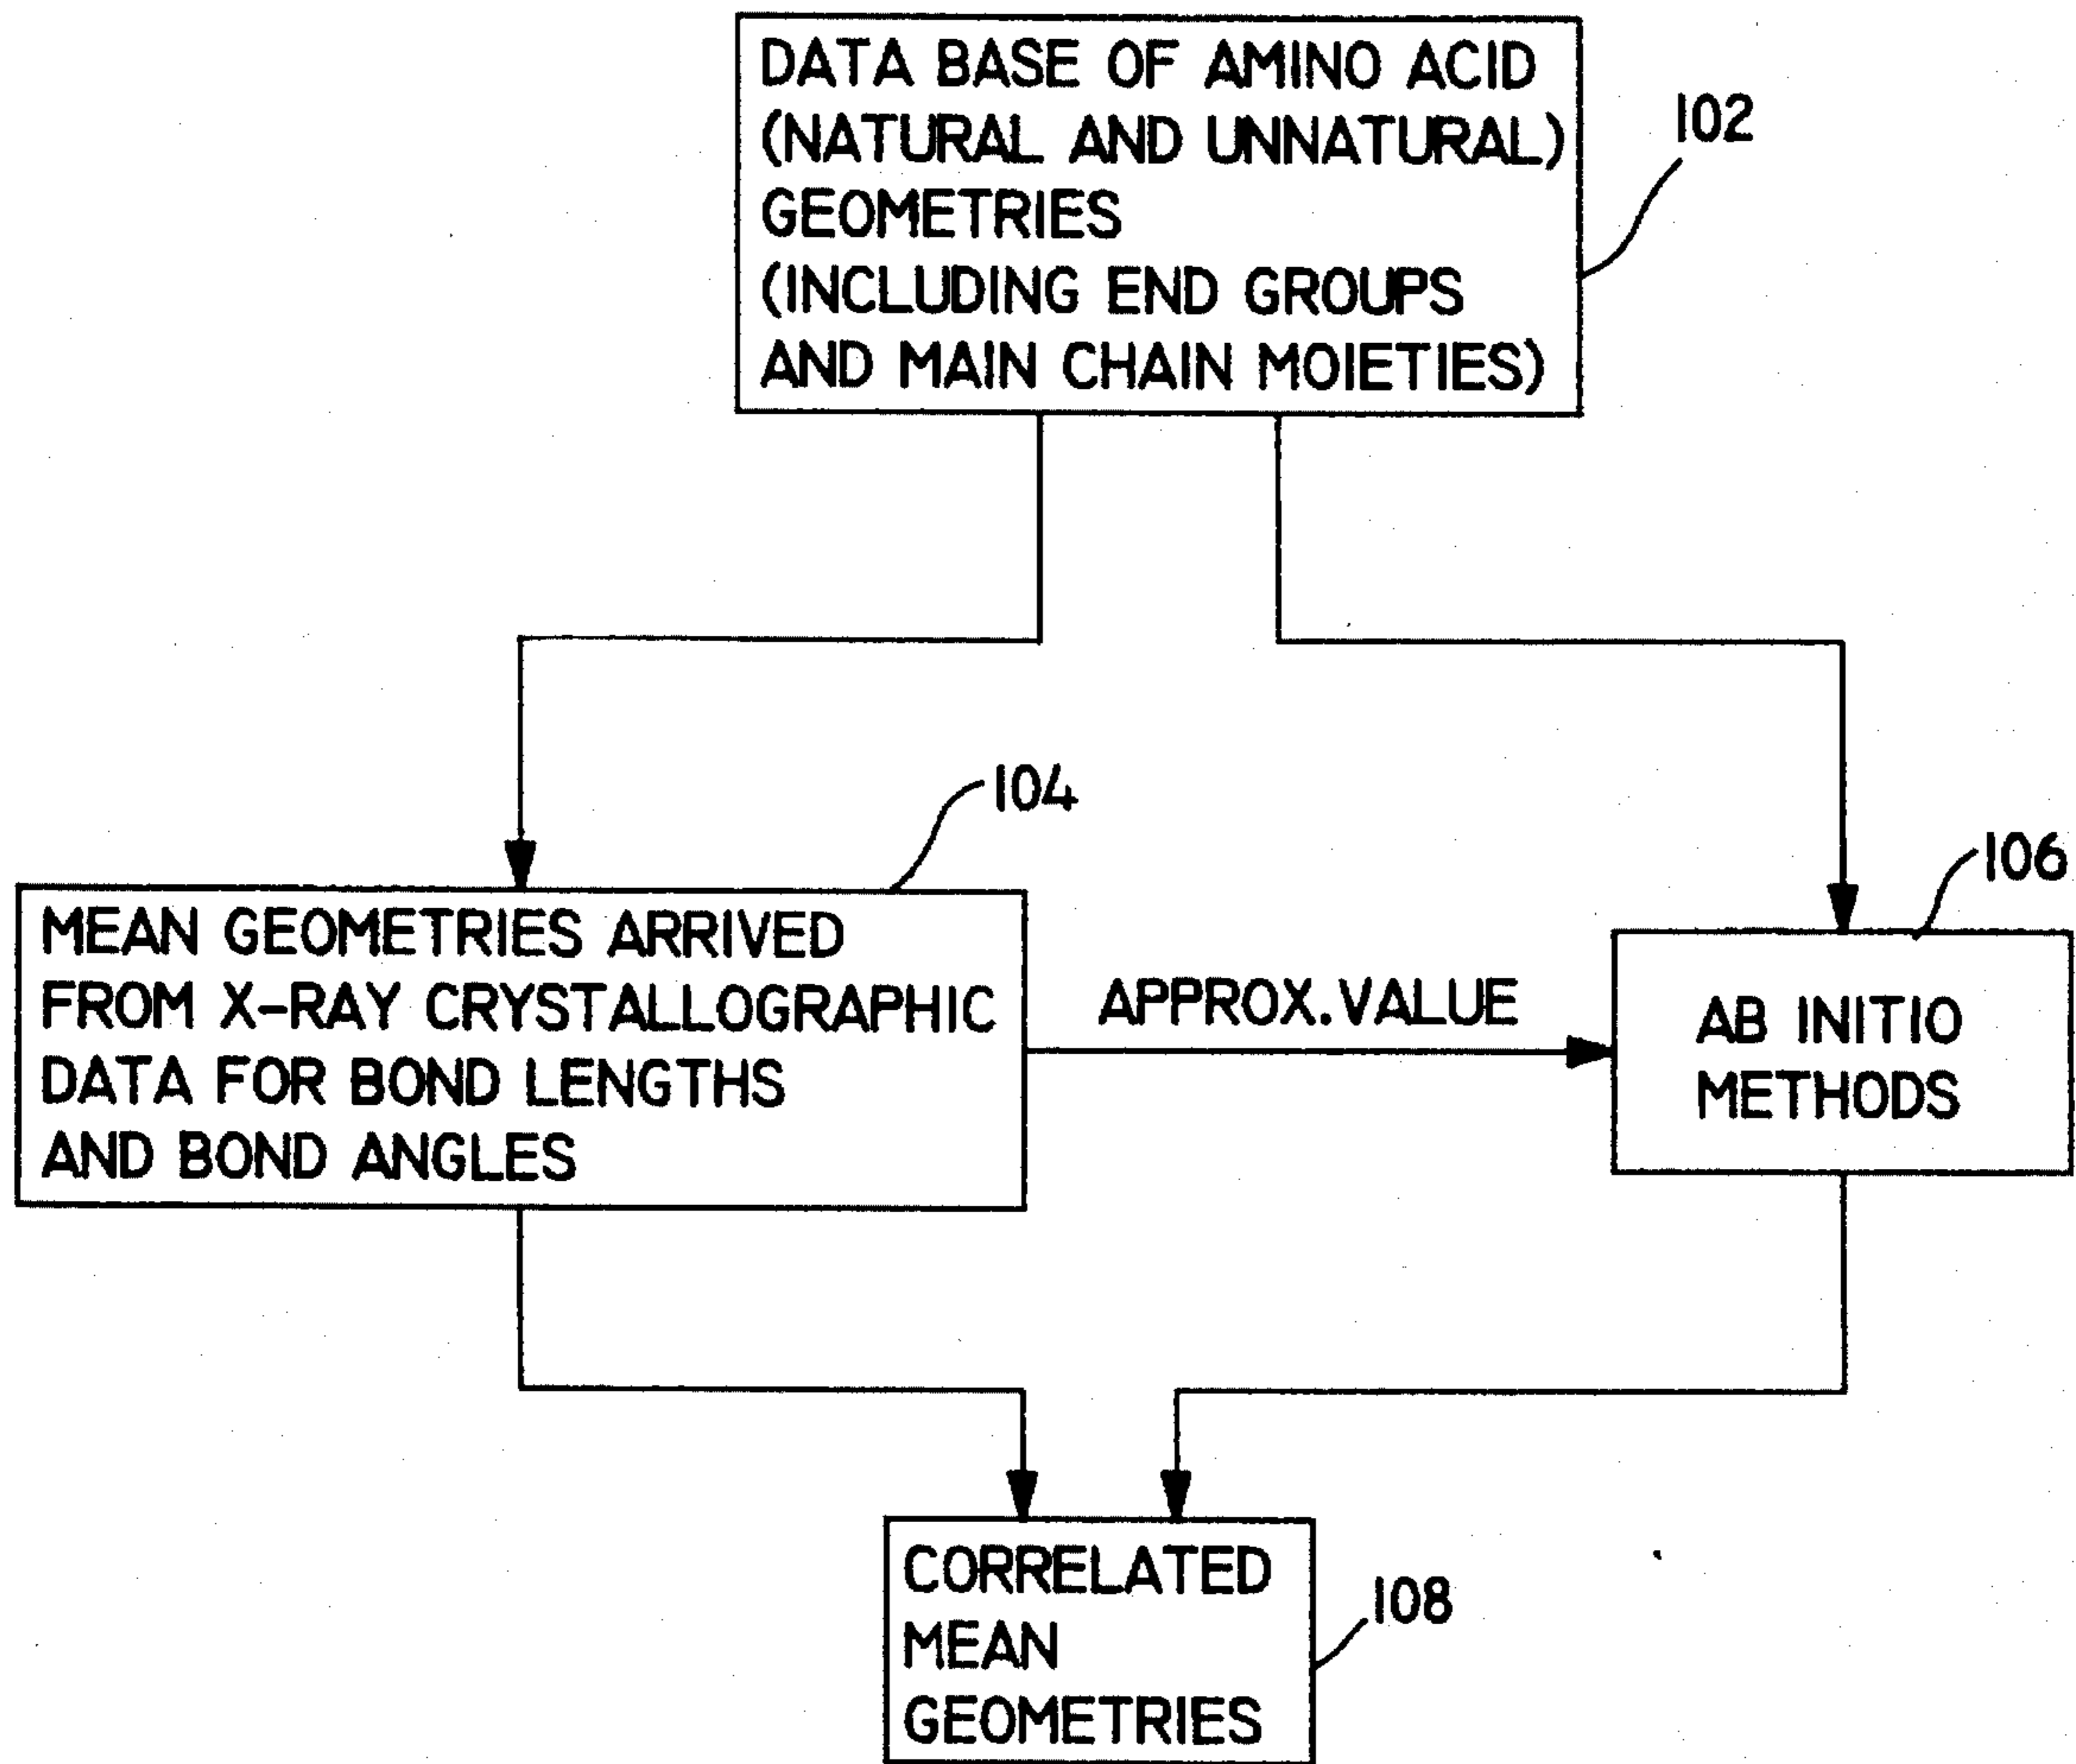 DATA BASE OF AMINO ACID
(NATURAL AND UNNATURAL)
GEOMETRIES
(INCLUDING END GROUPS
AND MAIN CHAIN MOIETIES)
102
104
106
MEAN GEOMETRIES ARRIVED
FROM X-RAY CRYSTALLOGRAPHIC
DATA FOR BOND LENGTHS
AND BOND ANGLES
APPROX. VALUE
AB INITIO
METHODS
CORRELATED
MEAN
GEOMETRIES
108